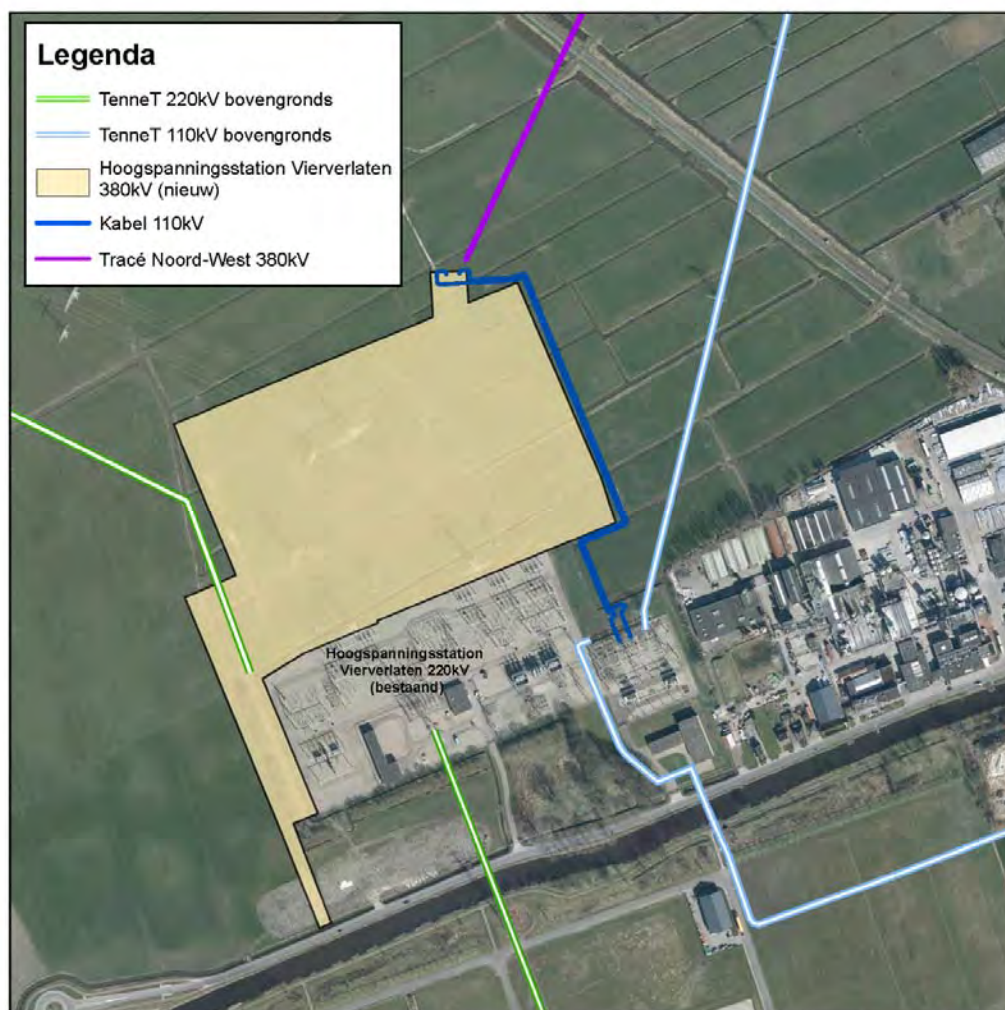 Legenda
TenneT 220kV bovengronds
TenneT 110kV bovengronds
Hoogspanningsstation Vierverlaten
380kV (nieuw)
Kabel 110kV
Tracé Noord-West 380kV
Hoogspanningsstation
Vierverlaten 220kV
(bestaand)